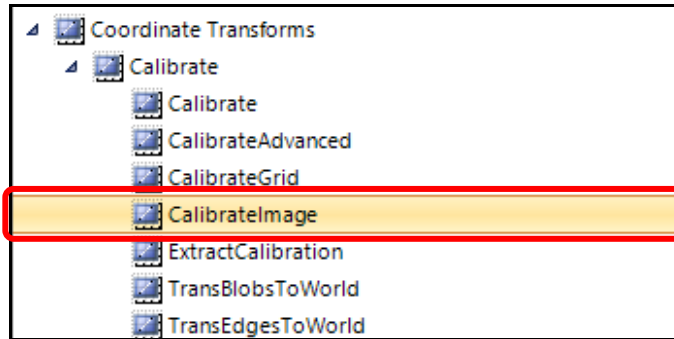 Coordinate Transforms
Calibrate
Calibrate
CalibrateAdvanced
CalibrateGrid
CalibrateImage
ExtractCalibration
TransBlobsToWorld
TransEdgesToWorld